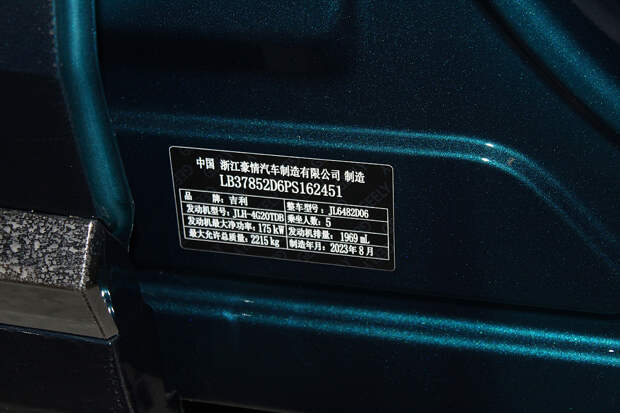 中国 浙江豪情汽车制造有限公司 制造
LB37852D6PS162451
品 牌：吉利 整车型号：JL6482D06
发动机型号：JLH-4G20TDB 乘坐人数：5
发动机最大净功率：175 kW 发动机排量：1969 mL
最大允许总质量：2215 kg 制造年月：2023年8月